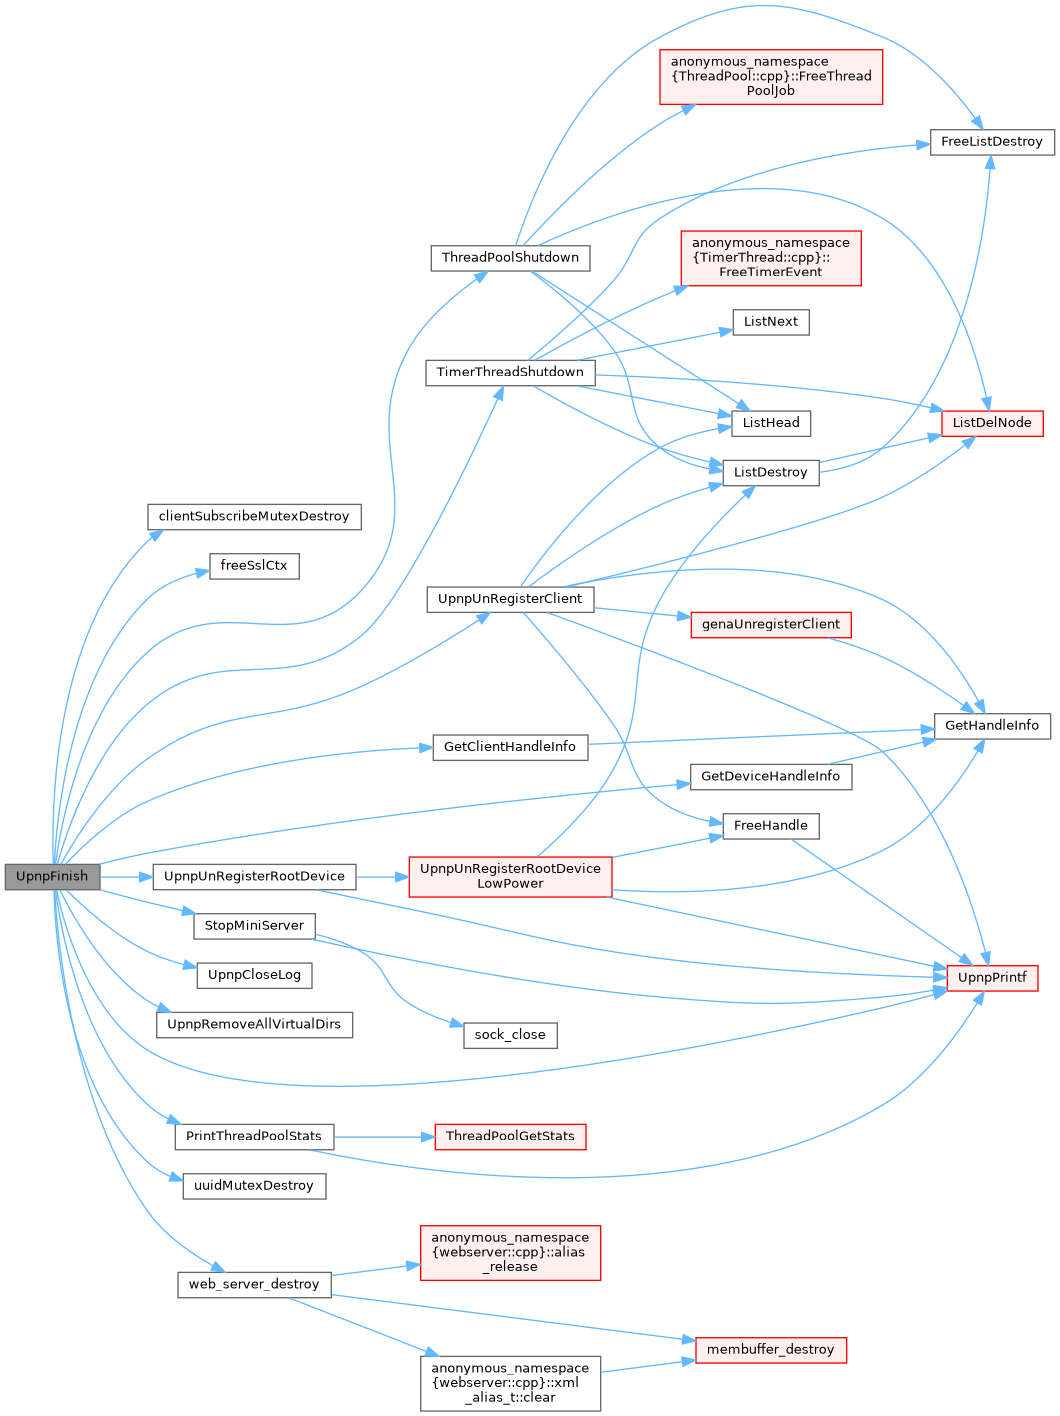 anonymous_namespace
{ThreadPool::cpp}::FreeThread
PoolJob
FreeListDestroy
ThreadPoolShutdown
anonymous_namespace
{TimerThread::cpp}::
FreeTimerEvent
ListNext
TimerThreadShutdown
ListHead
ListDelNode
ListDestroy
clientSubscribeMutexDestroy
freeSslCtx
UpnpUnRegisterClient
genaUnregisterClient
GetHandleInfo
GetClientHandleInfo
GetDeviceHandleInfo
FreeHandle
UpnpFinish
UpnpUnRegisterRootDevice
UpnpUnRegisterRootDevice
LowPower
StopMiniServer
UpnpCloseLog
UpnpPrintf
UpnpRemoveAllVirtualDirs
sock_close
PrintThreadPoolStats
ThreadPoolGetStats
uuidMutexDestroy
anonymous_namespace
{webserver::cpp}::alias
_release
web_server_destroy
membuffer_destroy
anonymous_namespace
{webserver::cpp}::xml
_alias_t::clear